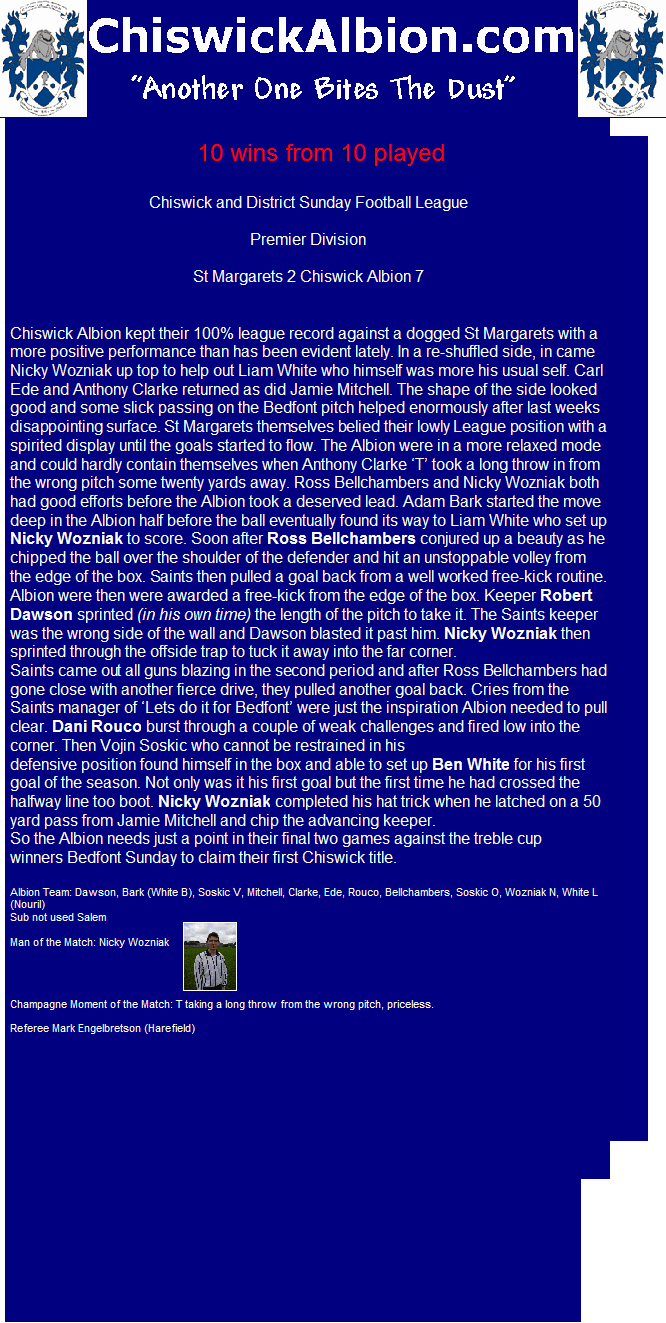 ChiswickAlbion.com
"Another One Bites The Dust"
10 wins from 10 played
Chiswick and District Sunday Football League
Premier Division
St Margarets 2 Chiswick Albion 7
Chiswick Albion kept their 100% league record against a dogged St Margarets with a
more positive performance than has been evident lately. In a re-shuffled side, in came
Nicky Wozniak up top to help out Liam White who himself was more his usual self. Carl
Ede and Anthony Clarke returned as did Jamie Mitchell. The shape of the side looked
good and some slick passing on the Bedfont pitch helped enormously after last weeks
disappointing surface. St Margarets themselves belied their lowly League position with a
spirited display until the goals started to flow. The Albion were in a more relaxed mode
and could hardly contain themselves when Anthony Clarke ‘T’ took a long throw in from
the wrong pitch some twenty yards away. Ross Bellchambers and Nicky Wozniak both
had good efforts before the Albion took a deserved lead. Adam Bark started the move
deep in the Albion half before the ball eventually found its way to Liam White who set up
Nicky Wozniak to score. Soon after Ross Bellchambers conjured up a beauty as he
chipped the ball over the shoulder of the defender and hit an unstoppable volley from
the edge of the box. Saints then pulled a goal back from a well worked free-kick routine.
Albion were then were awarded a free-kick from the edge of the box. Keeper Robert
Dawson sprinted (in his own time) the length of the pitch to take it. The Saints keeper
was the wrong side of the wall and Dawson blasted it past him. Nicky Wozniak then
sprinted through the offside trap to tuck it away into the far corner.
Saints came out all guns blazing in the second period and after Ross Bellchambers had
gone close with another fierce drive, they pulled another goal back. Cries from the
Saints manager of ‘Lets do it for Bedfont’ were just the inspiration Albion needed to pull
clear. Dani Rouco burst through a couple of weak challenges and fired low into the
corner. Then Vojin Soskic who cannot be restrained in his
defensive position found himself in the box and able to set up Ben White for his first
goal of the season. Not only was it his first goal but the first time he had crossed the
halfway line too boot. Nicky Wozniak completed his hat trick when he latched on a 50
yard pass from Jamie Mitchell and chip the advancing keeper.
So the Albion needs just a point in their final two games against the treble cup
winners Bedfont Sunday to claim their first Chiswick title.
Albion Team: Dawson, Bark (White B), Soskic V, Mitchell, Clarke, Ede, Rouco, Bellchambers, Soskic O, Wozniak N, White L
(Nouril)
Sub not used Salem
Man of the Match: Nicky Wozniak
Champagne Moment of the Match: T taking a long throw from the wrong pitch, priceless.
Referee Mark Engelbretson (Harefield)